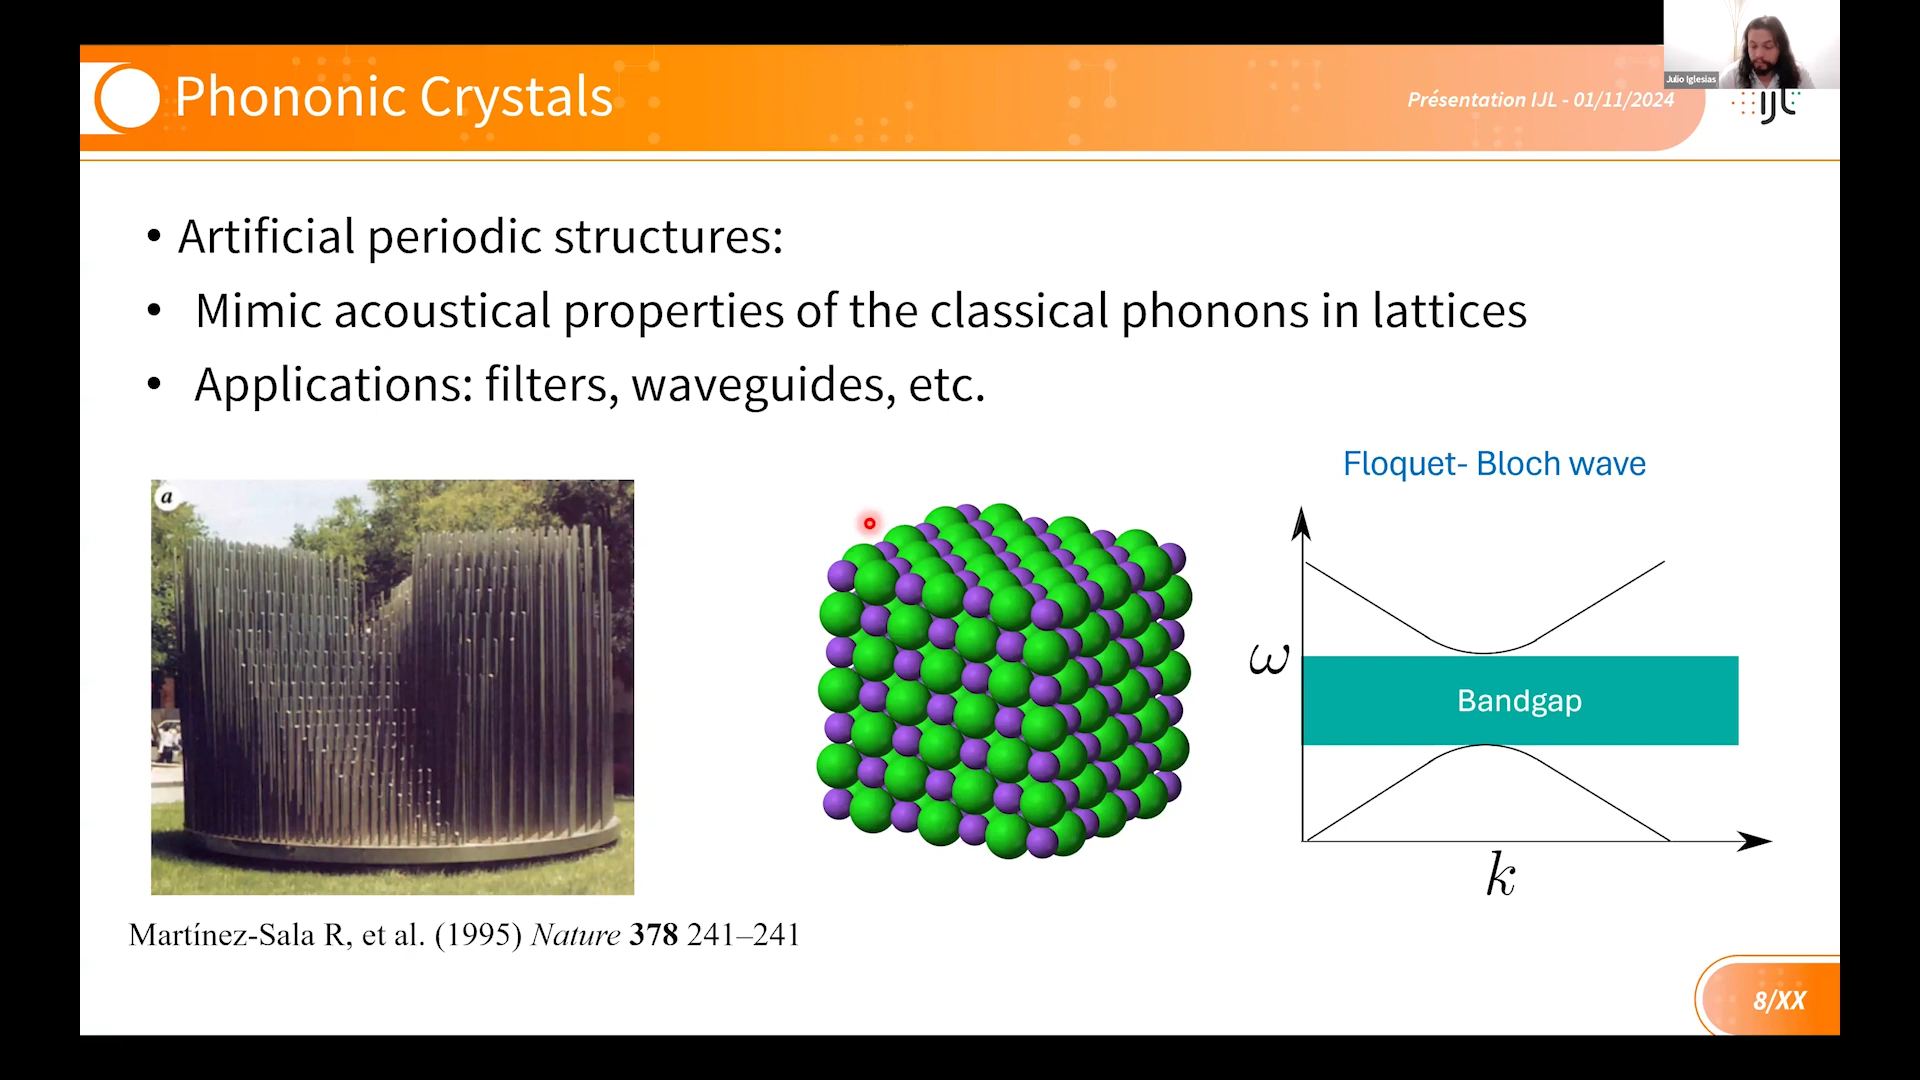 Julio Iglesias
Phononic Crystals
Présentation IJL - 01/11/2024
ijL
• Artificial periodic structures:
• Mimic acoustical properties of the classical phonons in lattices
• Applications: filters, waveguides, etc.
a
Floquet- Bloch wave
ω
Bandgap
k
Martínez-Sala R, et al. (1995) Nature 378 241–241
8/XX